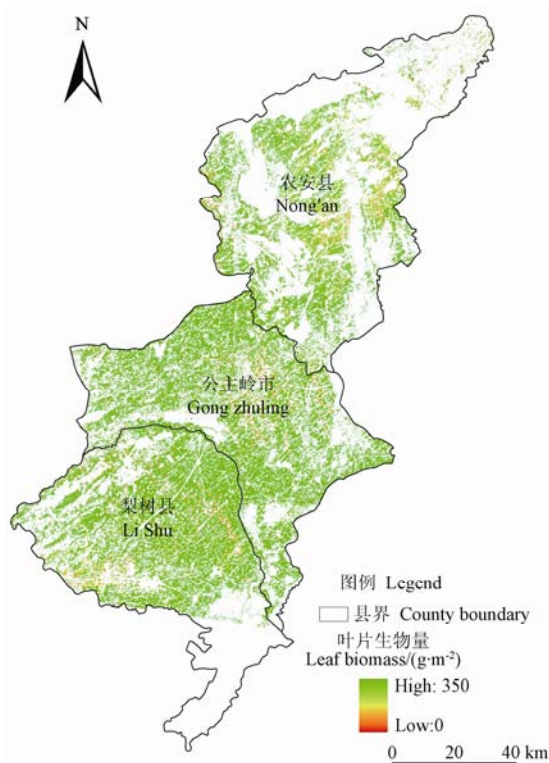 N
农安县
Nong'an
公主岭市
Gong zhuling
梨树县
Li Shu
图例 Legend
县界 County boundary
叶片生物量
Leaf biomass/(g·m⁻²)
High: 350
Low:0
0 20 40 km